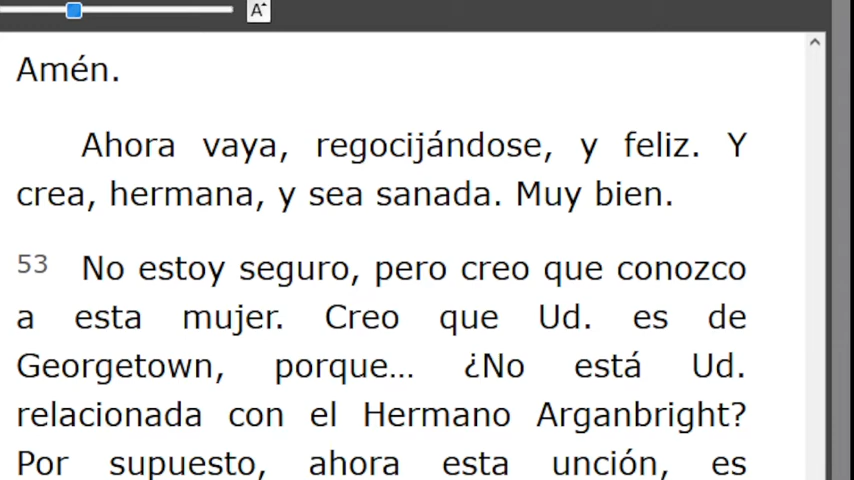 A
Amén.
Ahora vaya, regocijándose, y feliz. Y
crea, hermana, y sea sanada. Muy bien.
53 No estoy seguro, pero creo que conozco
a esta mujer. Creo que Ud. es de
Georgetown, porque… ¿No está Ud.
relacionada con el Hermano Arganbright?
Por supuesto, ahora esta unción, es